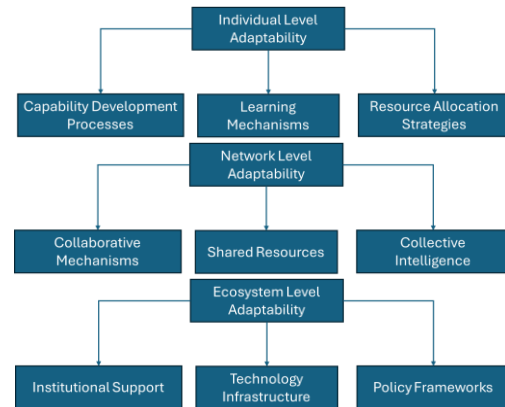 Individual Level
Adaptability
Capability Development
Processes
Learning
Mechanisms
Resource Allocation
Strategies
Network Level
Adaptability
Collaborative
Mechanisms
Shared Resources
Collective
Intelligence
Ecosystem Level
Adaptability
Institutional Support
Technology
Infrastructure
Policy Frameworks